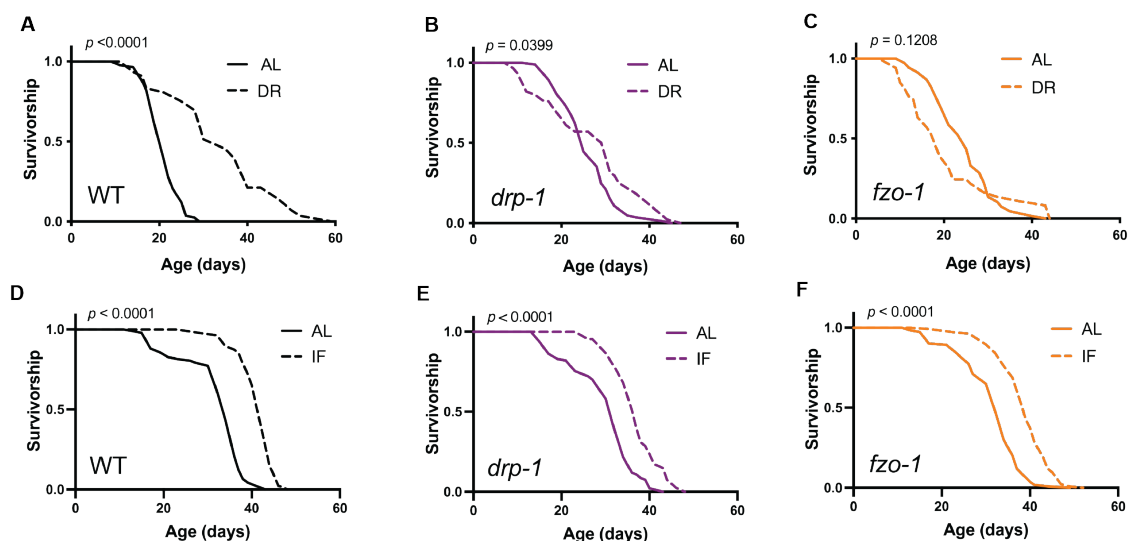 A
p <0.0001
1.0
0.5
0.0
0
20
40
60
Survivorship
Age (days)
WT
AL
DR
B
p = 0.0399
1.0
0.5
0.0
0
20
40
60
Survivorship
Age (days)
drp-1
AL
DR
C
p = 0.1208
1.0
0.5
0.0
0
20
40
60
Survivorship
Age (days)
fzo-1
AL
DR
D
p < 0.0001
1.0
0.5
0.0
0
20
40
60
Survivorship
Age (days)
WT
AL
IF
E
p < 0.0001
1.0
0.5
0.0
0
20
40
60
Survivorship
Age (days)
drp-1
AL
IF
F
p < 0.0001
1.0
0.5
0.0
0
20
40
60
Survivorship
Age (days)
fzo-1
AL
IF